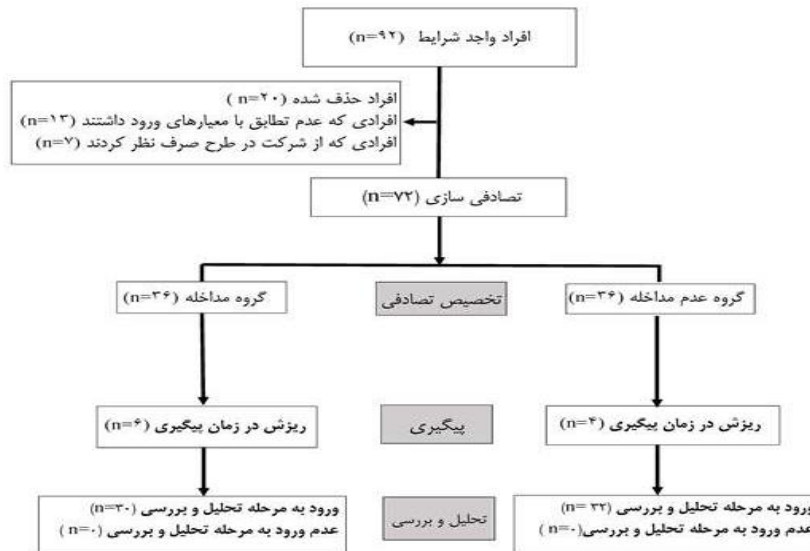 افراد واجد شرایط (n=۹۲)
افراد حذف شده (n=۲۰ )
افرادی که عدم تطابق با معیارهای ورود داشتند (n=۱۳)
افرادی که از شرکت در طرح صرف نظر کردند (n=۷)
تصادفی سازی (n=۷۲)
گروه عدم مداخله (n=۳۶)
تخصیص تصادفی
گروه مداخله (n=۳۶)
ریزش در زمان پیگیری (n=۴)
پیگیری
ریزش در زمان پیگیری (n=۶)
ورود به مرحله تحلیل و بررسی (n= ۳۲)
عدم ورود به مرحله تحلیل و بررسی(n=۰ )
تحلیل و بررسی
ورود به مرحله تحلیل و بررسی (n=۳۰)
عدم ورود به مرحله تحلیل و بررسی (n=۰ )